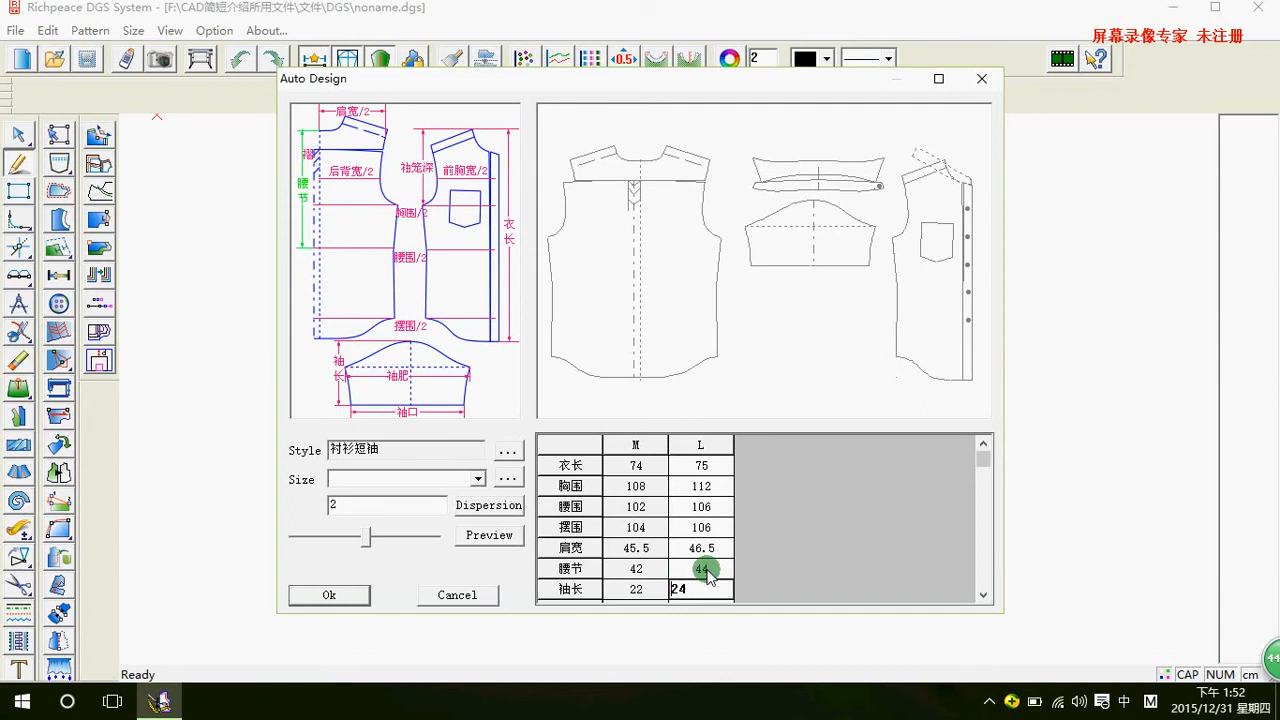 Richpeace DGS System - [F:\CAD简短介绍所用文件\文件\DGS\noname.dgs]
File Edit Pattern Size View Option About...
屏幕录像专家 未注册
0.5
2
Auto Design
肩宽/2
褶
腰节
后背宽/2
袖笼深
前胸宽/2
胸围/2
衣长
腰围/2
摆围/2
袖长
袖肥
袖口
Style 衬衫短袖 ...
Size ...
2 Dispersion
Preview
Ok Cancel
M L
衣长 74 75
胸围 108 112
腰围 102 106
摆围 104 106
肩宽 45.5 46.5
腰节 42 44
袖长 22 24
Ready
CAP NUM cm
44
中 M
下午 1:52
2015/12/31 星期四